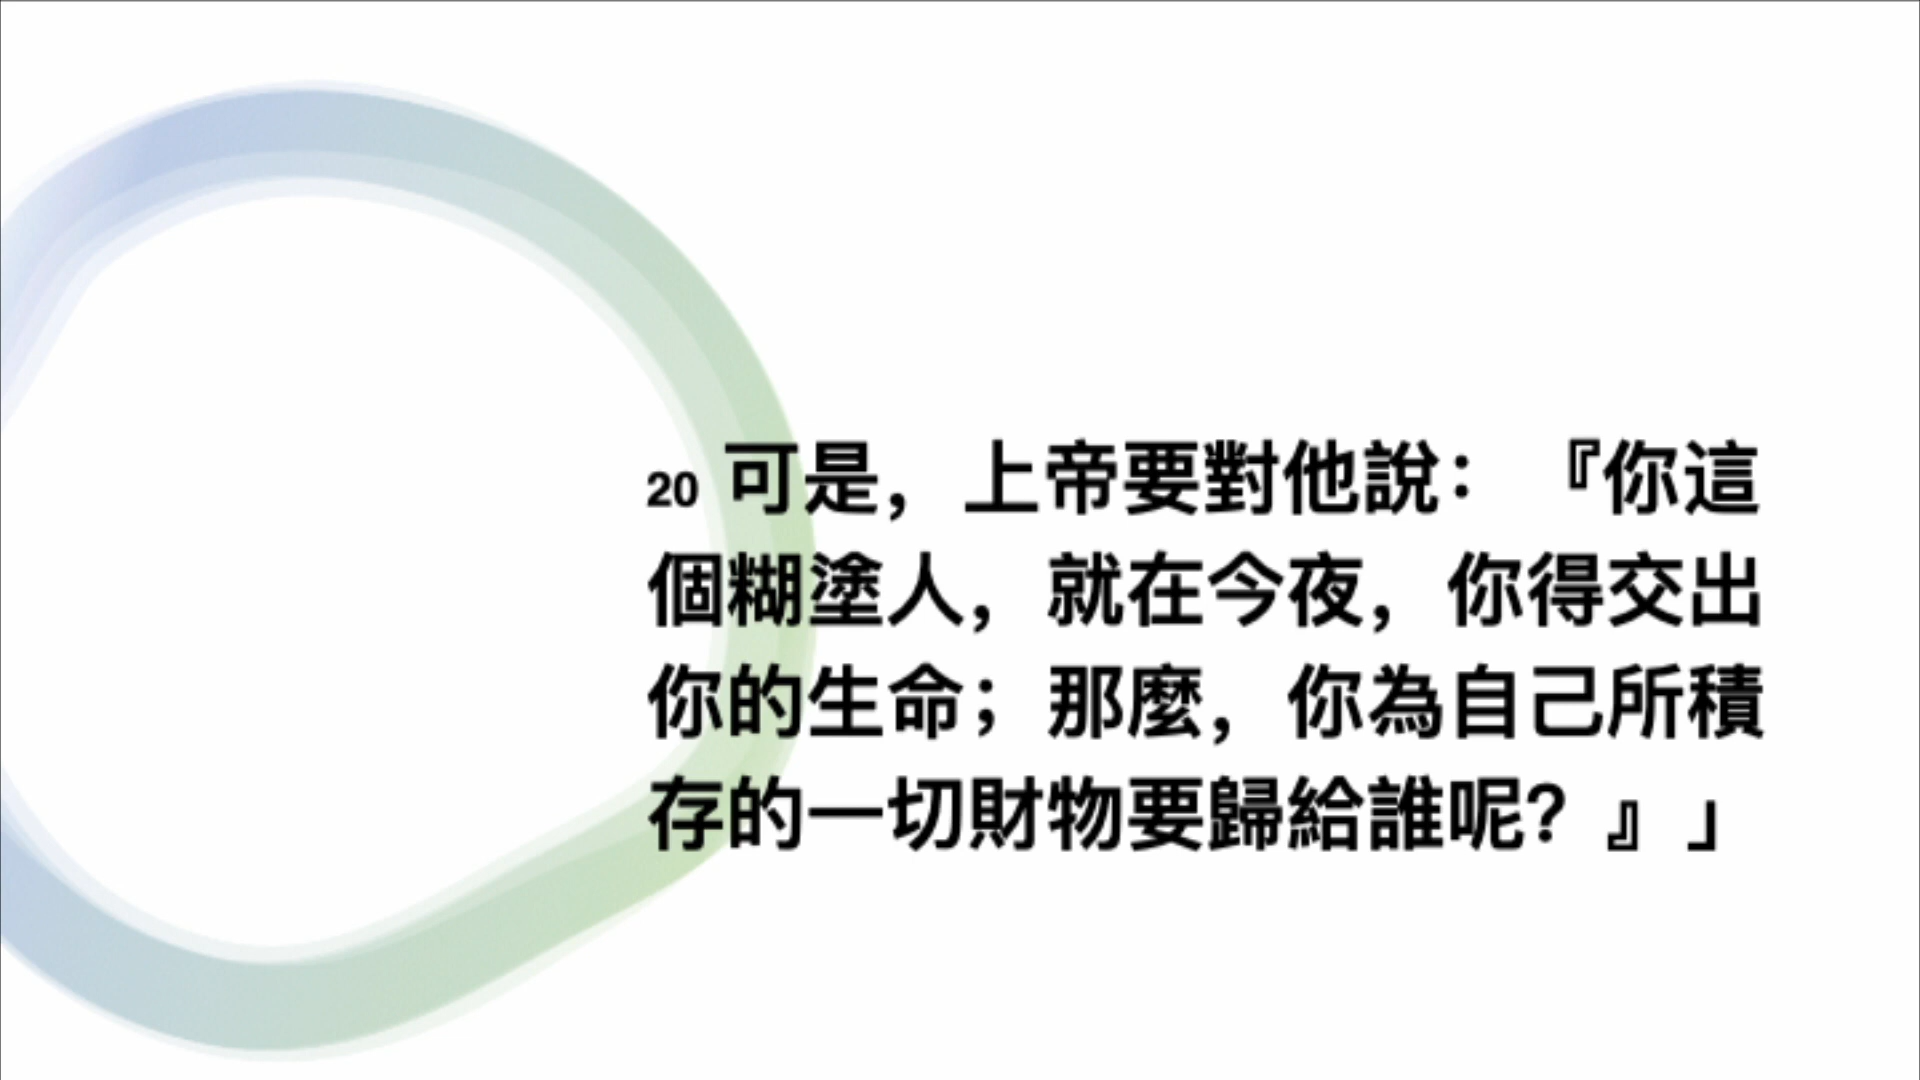 20 可是，上帝要對他說：『你這
個糊塗人，就在今夜，你得交出
你的生命；那麼，你為自己所積
存的一切財物要歸給誰呢？』」